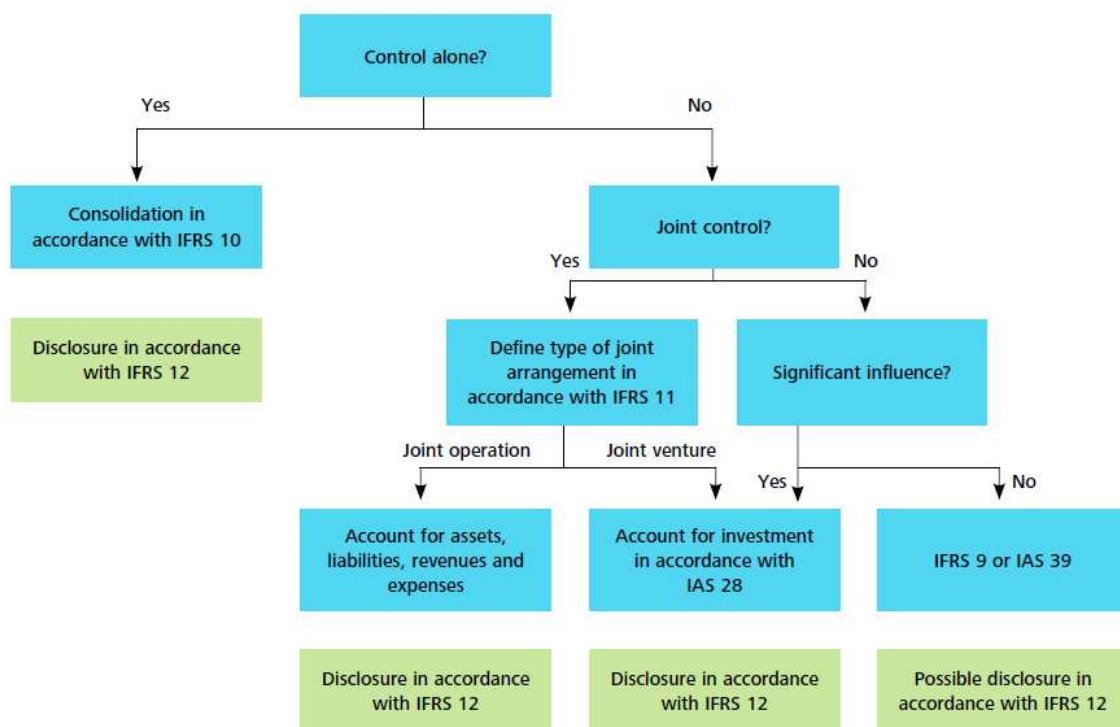 Control alone?
Yes
No
Consolidation in
accordance with IFRS 10
Joint control?
Yes
No
Disclosure in accordance
with IFRS 12
Define type of joint
arrangement in
accordance with IFRS 11
Significant influence?
Joint operation
Joint venture
Yes
No
Account for assets,
liabilities, revenues and
expenses
Account for investment
in accordance with
IAS 28
IFRS 9 or IAS 39
Disclosure in accordance
with IFRS 12
Disclosure in accordance
with IFRS 12
Possible disclosure in
accordance with IFRS 12